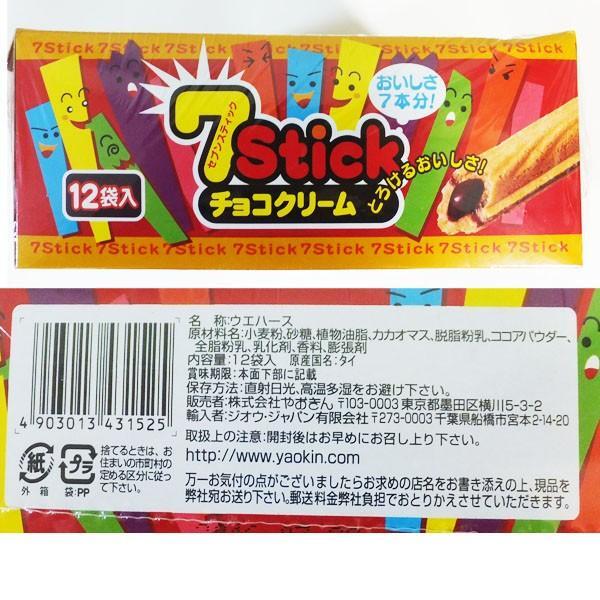 7Stick 7Stick 7Stick 7Stick 7Stick 7Stick 7Stick 7Stick
おいしさ
7本分!
7Stick
セブンスティック
とろけるおいしさ!
12袋入
チョコクリーム
7Stick 7Stick 7Stick 7Stick 7Stick 7Stick 7Stick 7Stick
名 称:ウエハース
原材料名:小麦粉、砂糖、植物油脂、カカオマス、脱脂粉乳、ココアパウダー、
全脂粉乳、乳化剤、香料、膨張剤
内容量:12袋入 原産国名:タイ
賞味期限:本面下部に記載
保存方法:直射日光、高温多湿をお避け下さい。
販売者:株式会社やおきん〒103-0003 東京都墨田区横川5-3-2
輸入者:ジオウ・ジャパン有限会社〒273-0003 千葉県船橋市宮本2-14-20
取扱上の注意:開封後はお早めにお召し上り下さい。
http://www.yaokin.com/
万一お気付の点がございましたらお求めの店名をお書き添えの上、現品を
弊社宛お送り下さい。郵送料金弊社負担でおとりかえさせていただきます。
4903013431525
紙
外箱
プラ
袋:PP
捨てるときは、お
住まいの市町村の
定める区分に従っ
て下さい。